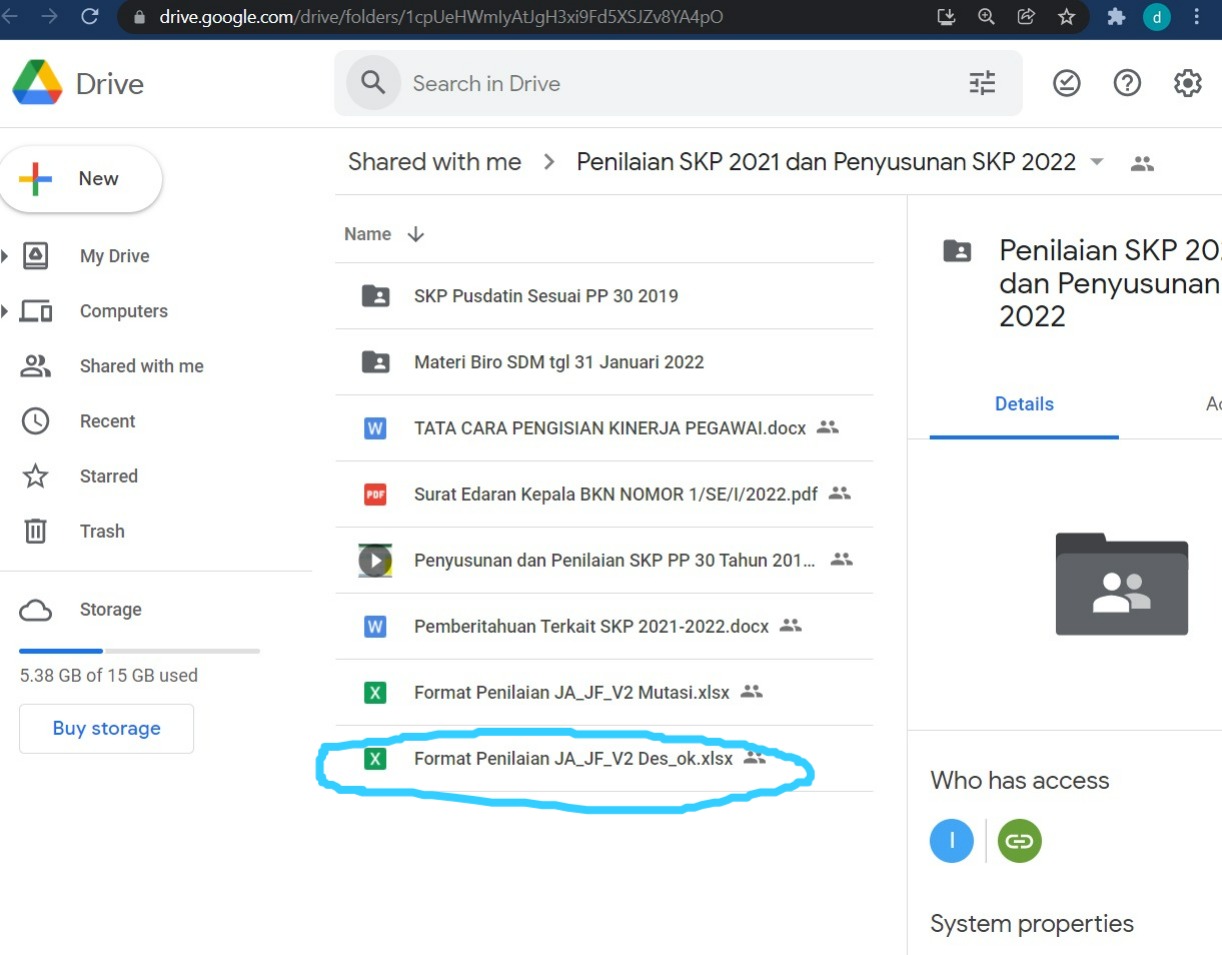 drive.google.com/drive/folders/1cpUeHWmIyAtJgH3xi9Fd5XSJZv8YA4pO
d
Drive
Search in Drive
New
Shared with me
Penilaian SKP 2021 dan Penyusunan SKP 2022
My Drive
Computers
Shared with me
Recent
Starred
Trash
Storage
5.38 GB of 15 GB used
Buy storage
Name
SKP Pusdatin Sesuai PP 30 2019
Materi Biro SDM tgl 31 Januari 2022
W TATA CARA PENGISIAN KINERJA PEGAWAI.docx
PDF Surat Edaran Kepala BKN NOMOR 1/SE/I/2022.pdf
Penyusunan dan Penilaian SKP PP 30 Tahun 201...
W Pemberitahuan Terkait SKP 2021-2022.docx
X Format Penilaian JA_JF_V2 Mutasi.xlsx
X Format Penilaian JA_JF_V2 Des_ok.xlsx
Penilaian SKP 202
dan Penyusunan
2022
Details
Ac
Who has access
I
System properties